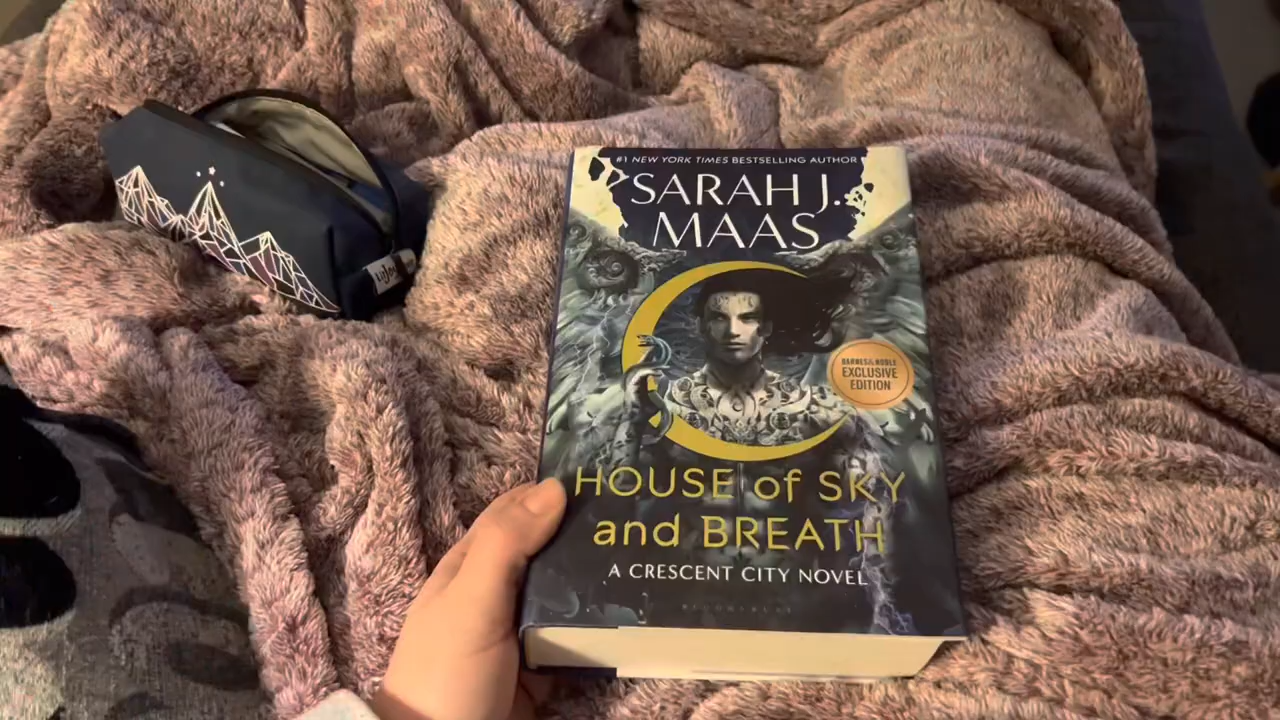 #1 NEW YORK TIMES BESTSELLING AUTHOR
SARAH J.
MAAS
BARNES & NOBLE
EXCLUSIVE
EDITION
HOUSE of SKY
and BREATH
A CRESCENT CITY NOVEL
BLOOMSBURY